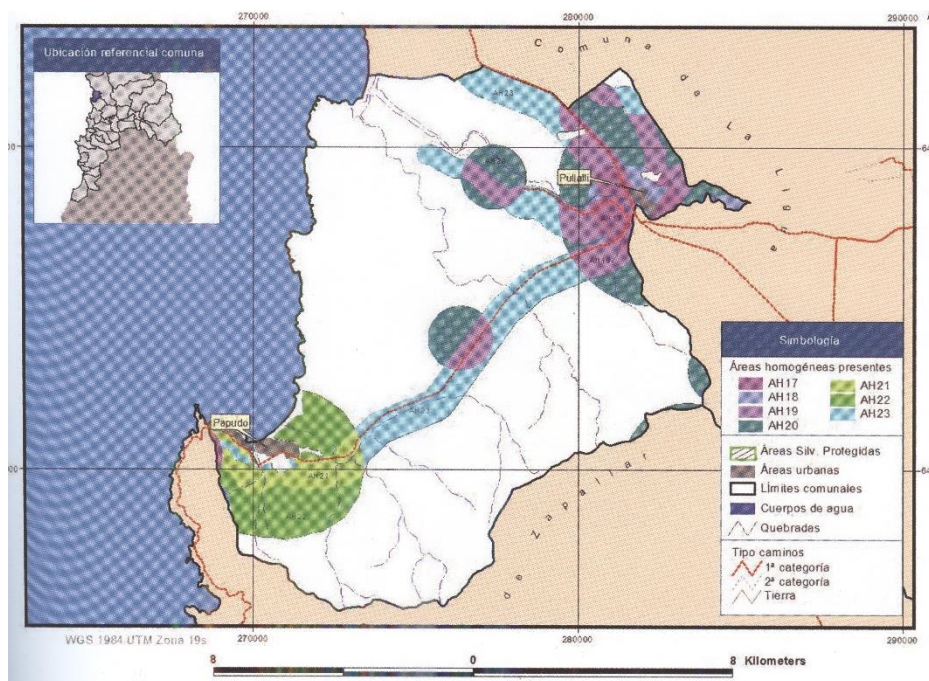 270000
280000
290000
Ubicación referencial comuna
Comuna de La Ligua
AH23
AH20
Pullalli
AH19
AH23
Papudo
AH21
de Zapallar
64
64
Simbología
Áreas homogéneas presentes
AH17
AH18
AH19
AH20
AH21
AH22
AH23
Áreas Silv. Protegidas
Áreas urbanas
Límites comunales
Cuerpos de agua
Quebradas
Tipo caminos
1ª categoría
2ª categoría
Tierra
WGS 1984 UTM Zona 19s
270000
280000
290000
8
0
8 Kilometers